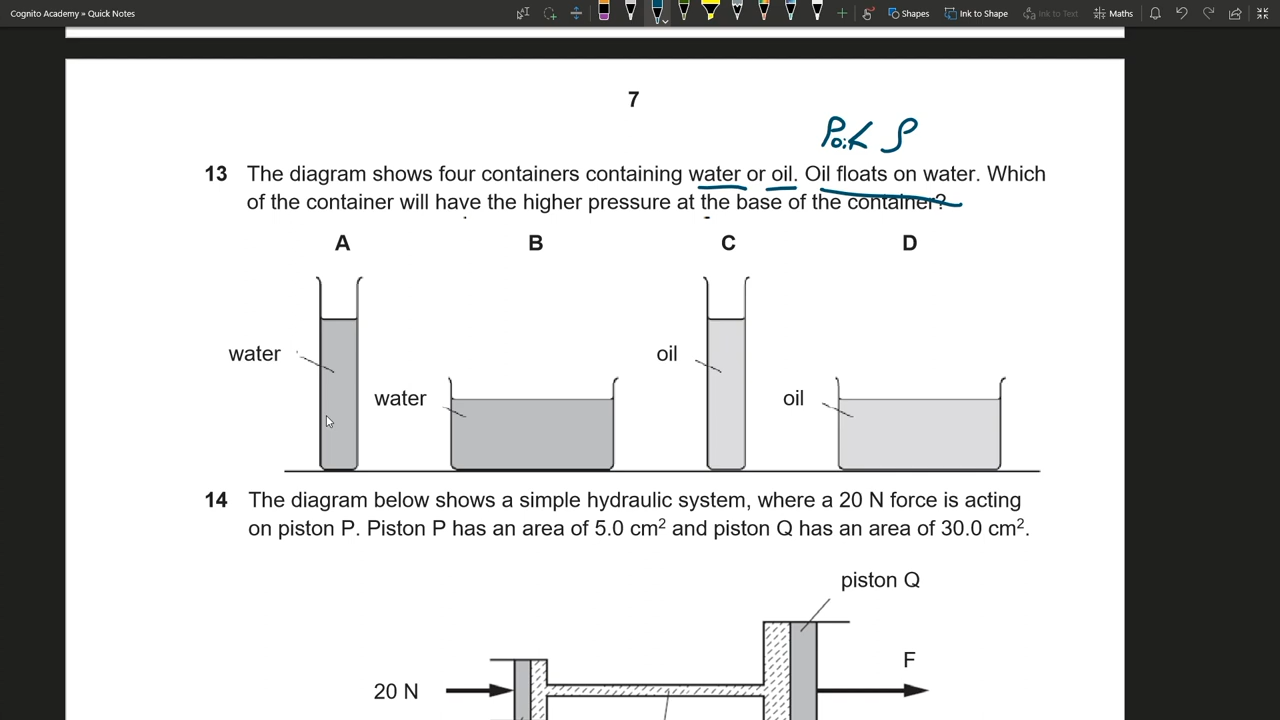 Cognito Academy » Quick Notes
Shapes
Ink to Shape
Ink to Text
Maths
7
ρoil< ρ
13 The diagram shows four containers containing water or oil. Oil floats on water. Which
of the container will have the higher pressure at the base of the container?
A B C D
water
oil
water
oil
14 The diagram below shows a simple hydraulic system, where a 20 N force is acting
on piston P. Piston P has an area of 5.0 cm² and piston Q has an area of 30.0 cm².
piston Q
F
20 N